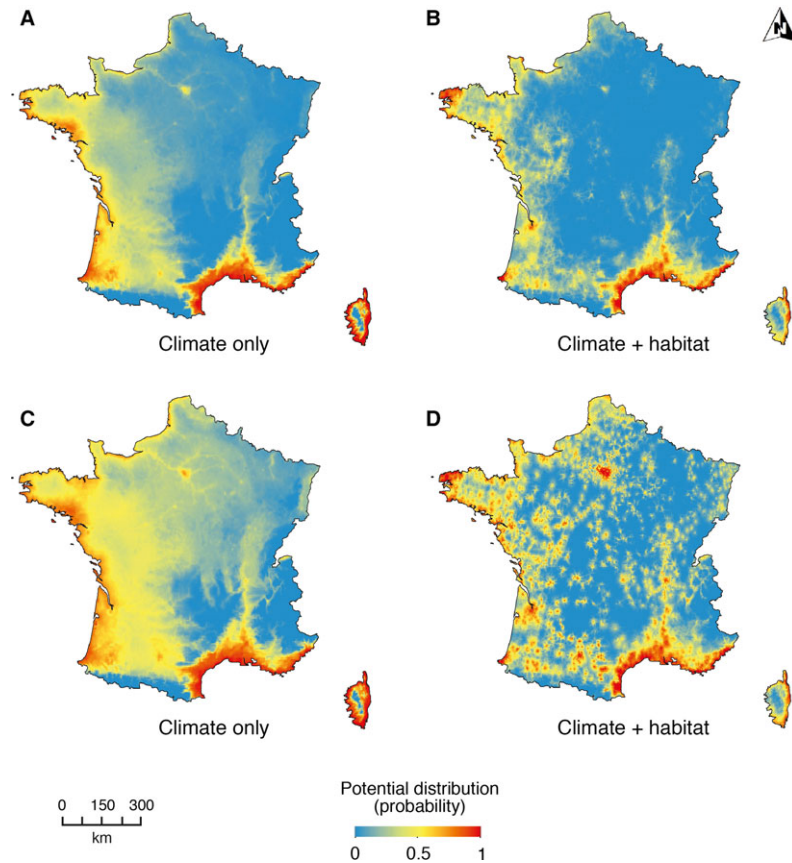 A
B
N
Climate only
Climate + habitat
C
D
Climate only
Climate + habitat
0 150 300
km
Potential distribution
(probability)
0 0.5 1